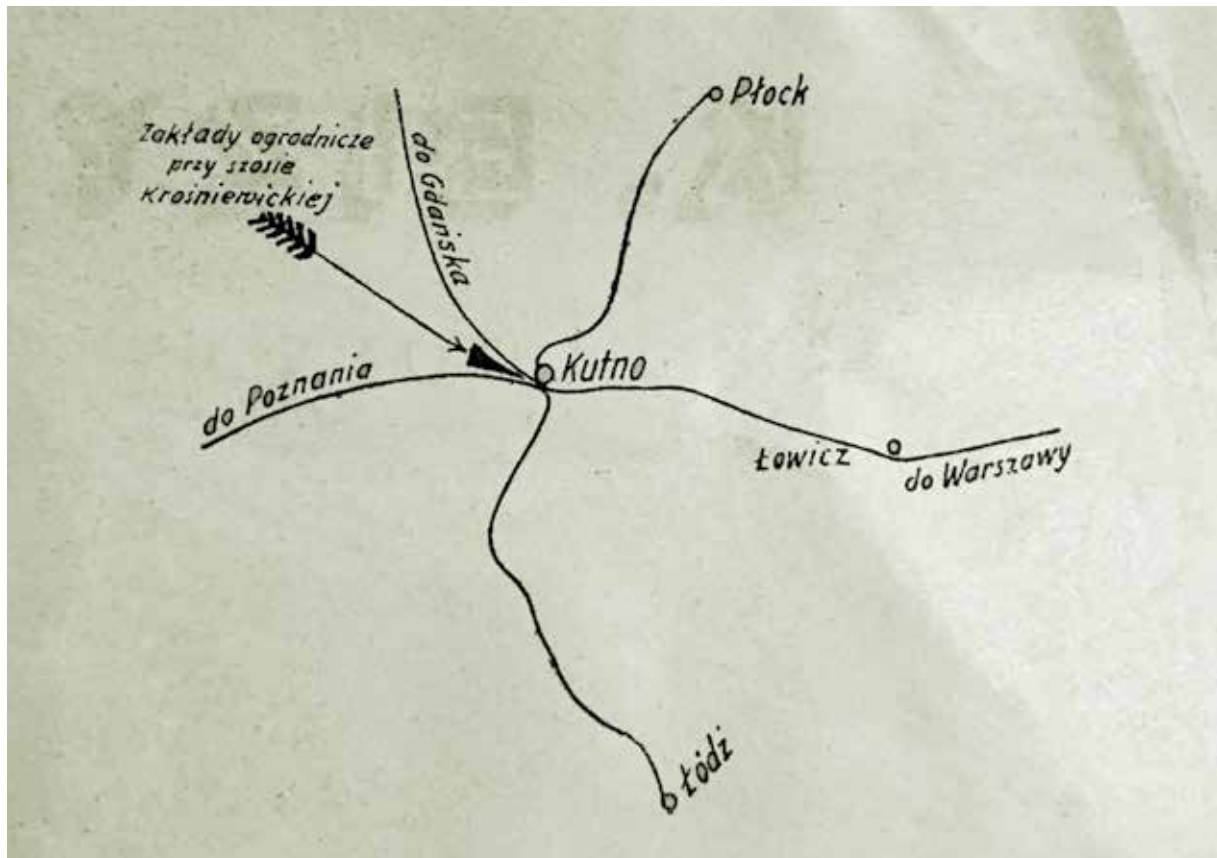 Zakłady ogrodnicze
przy szosie
Krośniewickiej
do Gdańska
Płock
Kutno
do Poznania
Łowicz
do Warszawy
Łódź